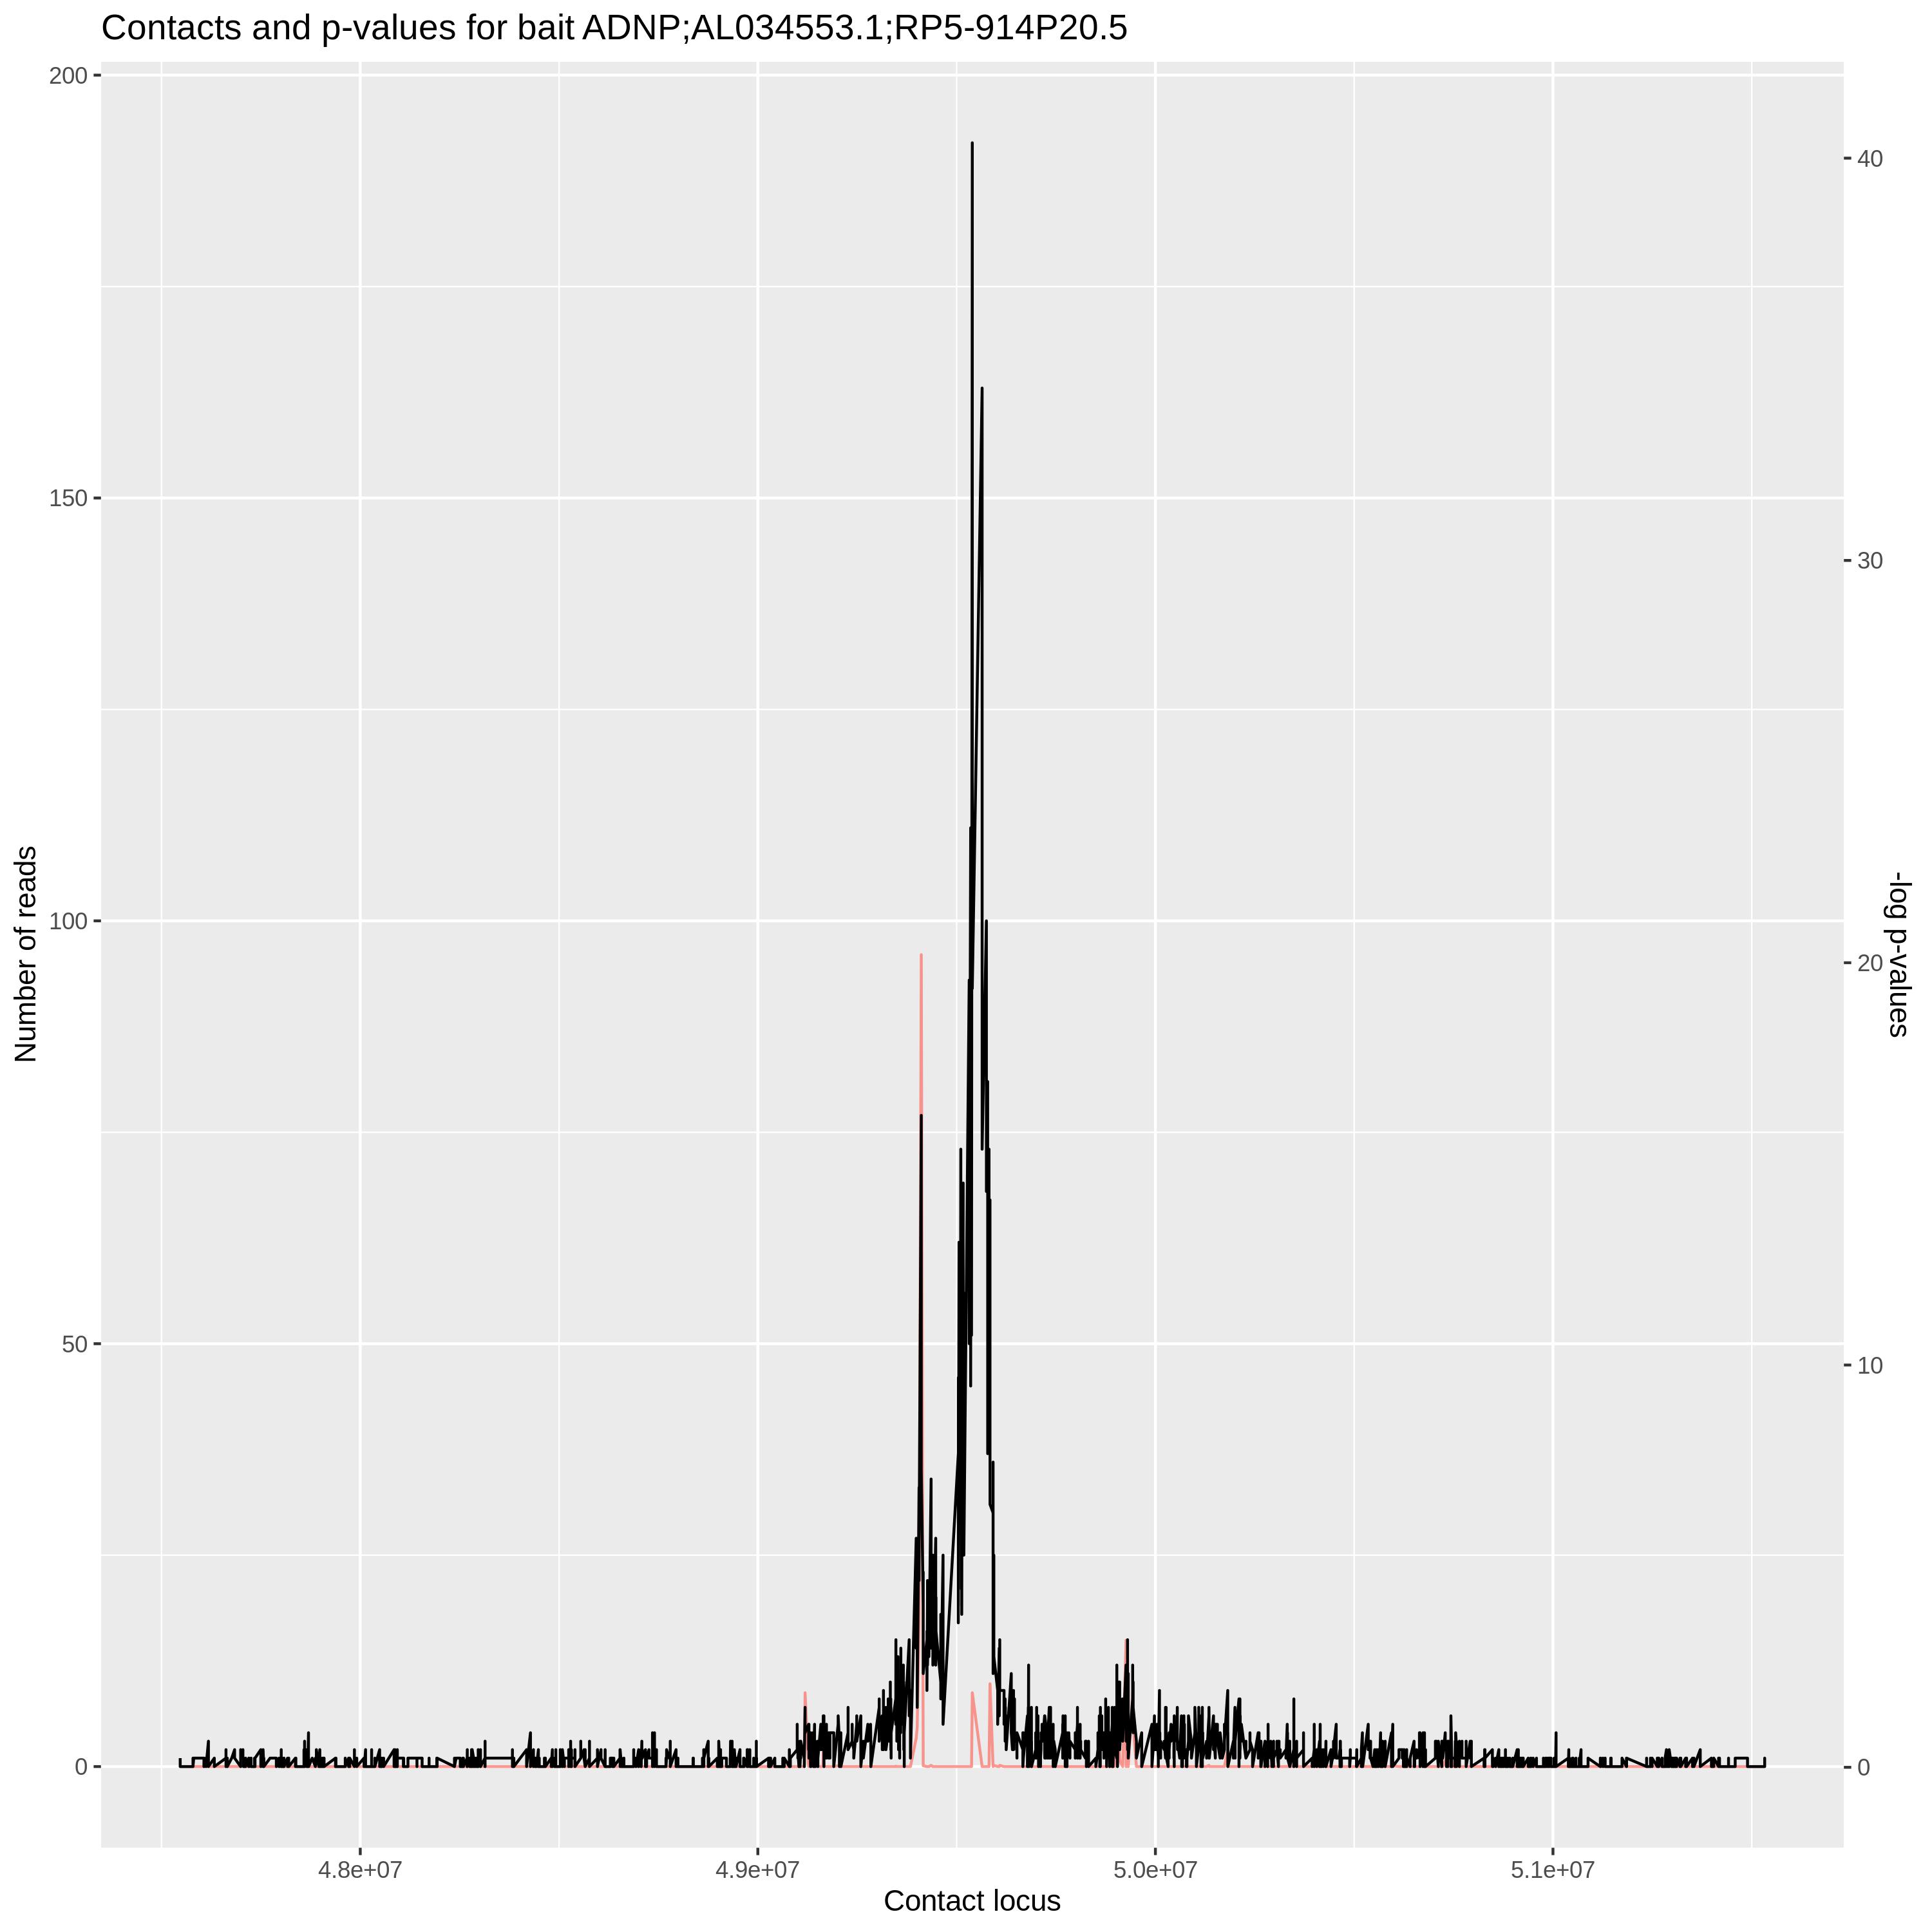 Contacts and p-values for bait ADNP;AL034553.1;RP5-914P20.5
200
150
100
50
0
Number of reads
40
30
20
10
0
-log p-values
4.8e+07
4.9e+07
5.0e+07
5.1e+07
Contact locus